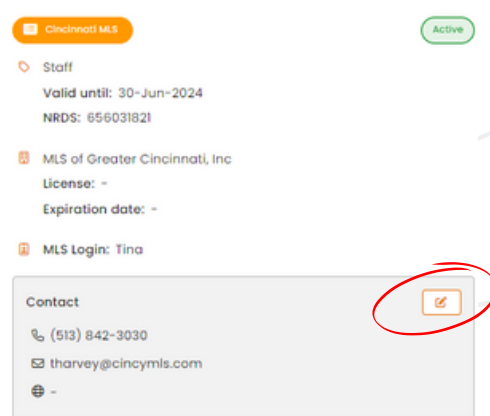 Cincinnati MLS
Active
Staff
Valid until: 30-Jun-2024
NRDS: 656031821
MLS of Greater Cincinnati, Inc
License: -
Expiration date: -
MLS Login: Tina
Contact
(513) 842-3030
tharvey@cincymls.com
-